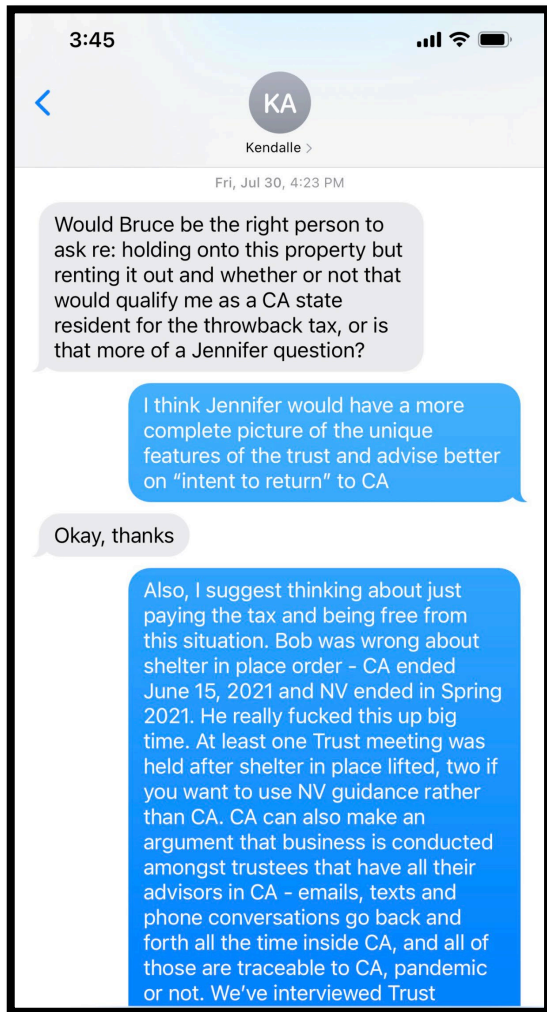 3:45
KA
Kendalle >
Fri, Jul 30, 4:23 PM
Would Bruce be the right person to
ask re: holding onto this property but
renting it out and whether or not that
would qualify me as a CA state
resident for the throwback tax, or is
that more of a Jennifer question?
I think Jennifer would have a more
complete picture of the unique
features of the trust and advise better
on “intent to return” to CA
Okay, thanks
Also, I suggest thinking about just
paying the tax and being free from
this situation. Bob was wrong about
shelter in place order - CA ended
June 15, 2021 and NV ended in Spring
2021. He really fucked this up big
time. At least one Trust meeting was
held after shelter in place lifted, two if
you want to use NV guidance rather
than CA. CA can also make an
argument that business is conducted
amongst trustees that have all their
advisors in CA - emails, texts and
phone conversations go back and
forth all the time inside CA, and all of
those are traceable to CA, pandemic
or not. We’ve interviewed Trust